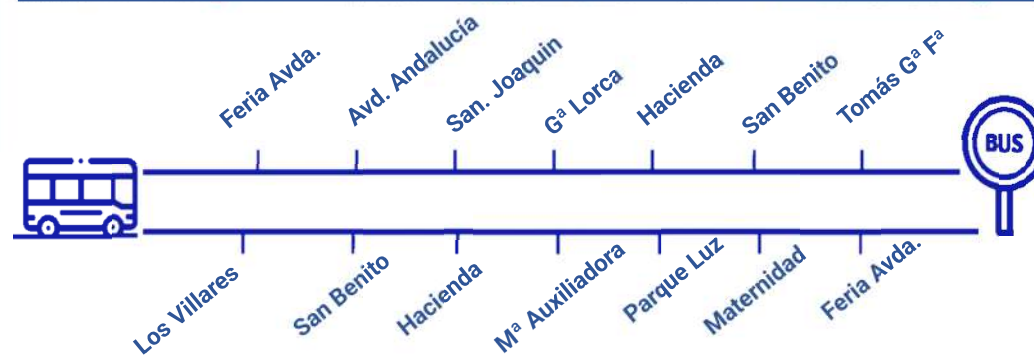 Feria Avda.
Avd. Andalucía
San. Joaquin
Gª Lorca
Hacienda
San Benito
Tomás Gª Fª
BUS
Los Villares
San Benito
Hacienda
Mª Auxiliadora
Parque Luz
Maternidad
Feria Avda.